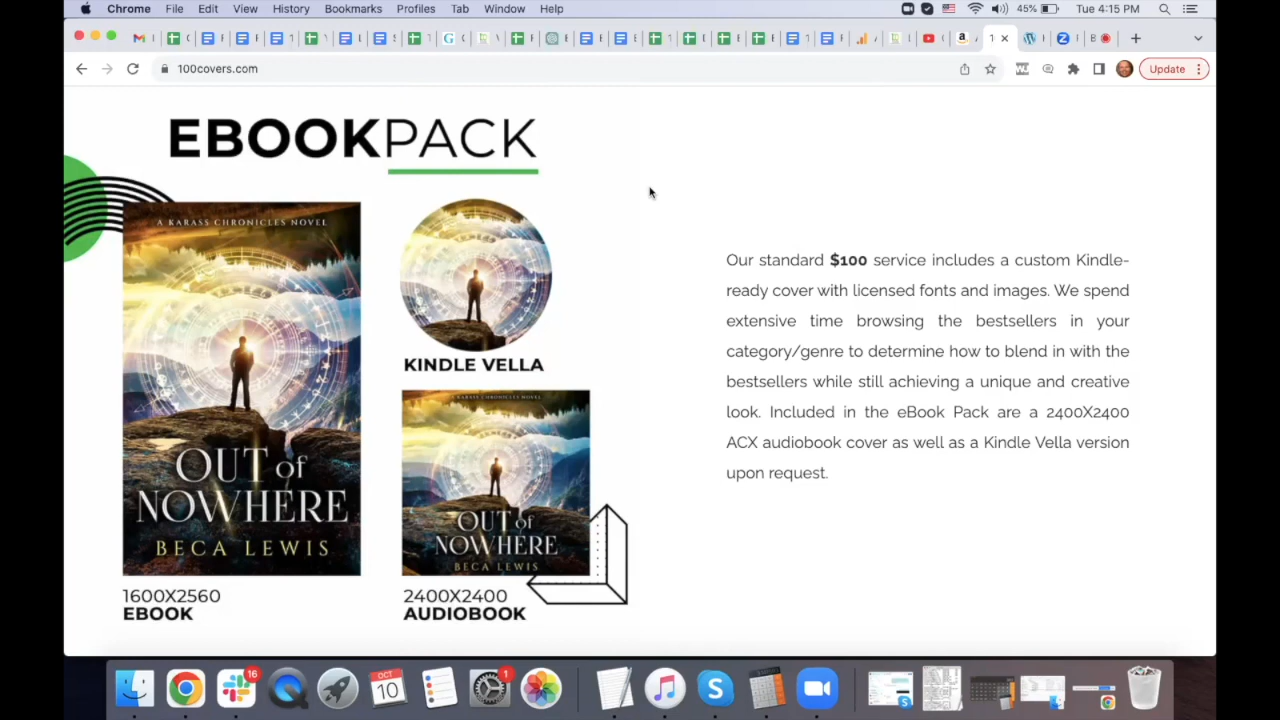 Chrome File Edit View History Bookmarks Profiles Tab Window Help 45% Tue 4:15 PM
100covers.com Update
EBOOKPACK
A KARASS CHRONICLES NOVEL
OUT of
NOWHERE
BECA LEWIS
1600X2560
EBOOK
KINDLE VELLA
A KARASS CHRONICLES NOVEL
OUT of
NOWHERE
BECA LEWIS
2400X2400
AUDIOBOOK
Our standard $100 service includes a custom Kindle-
ready cover with licensed fonts and images. We spend
extensive time browsing the bestsellers in your
category/genre to determine how to blend in with the
bestsellers while still achieving a unique and creative
look. Included in the eBook Pack are a 2400X2400
ACX audiobook cover as well as a Kindle Vella version
upon request.
16
OCT
10
1